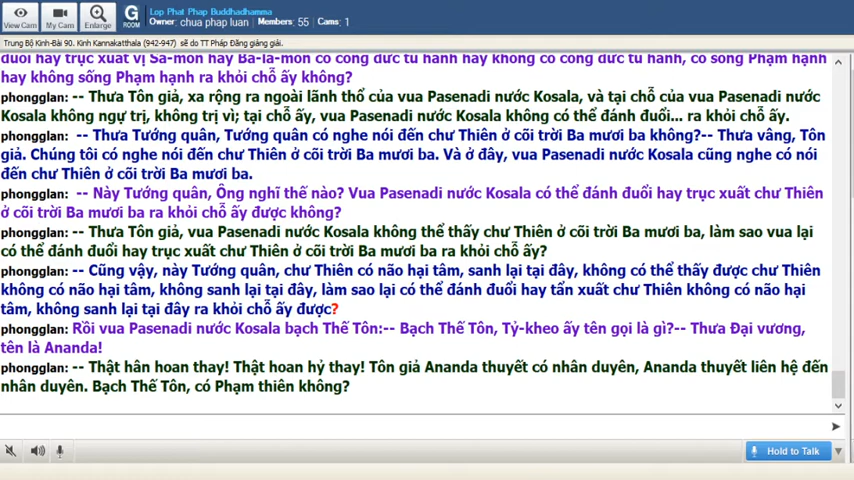 Lop Phat Phap Buddhadhamma
Owner: chua phap luan Members: 55 Cams: 1
View Cam My Cam Enlarge G ROOM
Trung Bộ Kinh-Bài 90. Kinh Kannakatthala (942-947) sẽ do TT Pháp Đăng giảng giải.
đuổi hay trục xuất vị Sa-môn hay Bà-la-môn có công đức tu hành hay không có công đức tu hành, có sống Phạm hạnh
hay không sống Phạm hạnh ra khỏi chỗ ấy không?
phongglan: -- Thưa Tôn giả, xa rộng ra ngoài lãnh thổ của vua Pasenadi nước Kosala, và tại chỗ của vua Pasenadi nước
Kosala không ngự trị, không trị vì; tại chỗ ấy, vua Pasenadi nước Kosala không có thể đánh đuổi... ra khỏi chỗ ấy.
phongglan: -- Thưa Tướng quân, Tướng quân có nghe nói đến chư Thiên ở cõi trời Ba mươi ba không?-- Thưa vâng, Tôn
giả. Chúng tôi có nghe nói đến chư Thiên ở cõi trời Ba mươi ba. Và ở đây, vua Pasenadi nước Kosala cũng nghe có nói
đến chư Thiên ở cõi trời Ba mươi ba.
phongglan: -- Này Tướng quân, Ông nghĩ thế nào? Vua Pasenadi nước Kosala có thể đánh đuổi hay trục xuất chư Thiên
ở cõi trời Ba mươi ba ra khỏi chỗ ấy được không?
phongglan: -- Thưa Tôn giả, vua Pasenadi nước Kosala không thể thấy chư Thiên ở cõi trời Ba mươi ba, làm sao vua lại
có thể đánh đuổi hay trục xuất chư Thiên ở cõi trời Ba mươi ba ra khỏi chỗ ấy?
phongglan: -- Cũng vậy, này Tướng quân, chư Thiên có não hại tâm, sanh lại tại đây, không có thể thấy được chư Thiên
không có não hại tâm, không sanh lại tại đây, làm sao lại có thể đánh đuổi hay tẩn xuất chư Thiên không có não hại
tâm, không sanh lại tại đây ra khỏi chỗ ấy được?
phongglan: Rồi vua Pasenadi nước Kosala bạch Thế Tôn:-- Bạch Thế Tôn, Tỷ-kheo ấy tên gọi là gì?-- Thưa Đại vương,
tên là Ananda!
phongglan: -- Thật hân hoan thay! Thật hoan hỷ thay! Tôn giả Ananda thuyết có nhân duyên, Ananda thuyết liên hệ đến
nhân duyên. Bạch Thế Tôn, có Phạm thiên không?
Hold to Talk